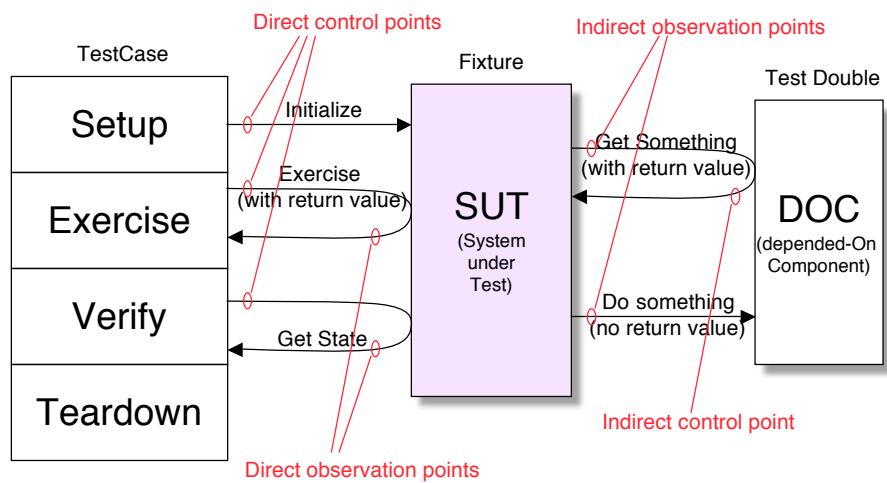 Direct control points
Indirect observation points
TestCase
Fixture
Test Double
Setup
Initialize
Get Something
(with return value)
Exercise
Exercise
(with return value)
SUT
(System
under
Test)
DOC
(depended-On
Component)
Verify
Get State
Do something
(no return value)
Teardown
Indirect control point
Direct observation points